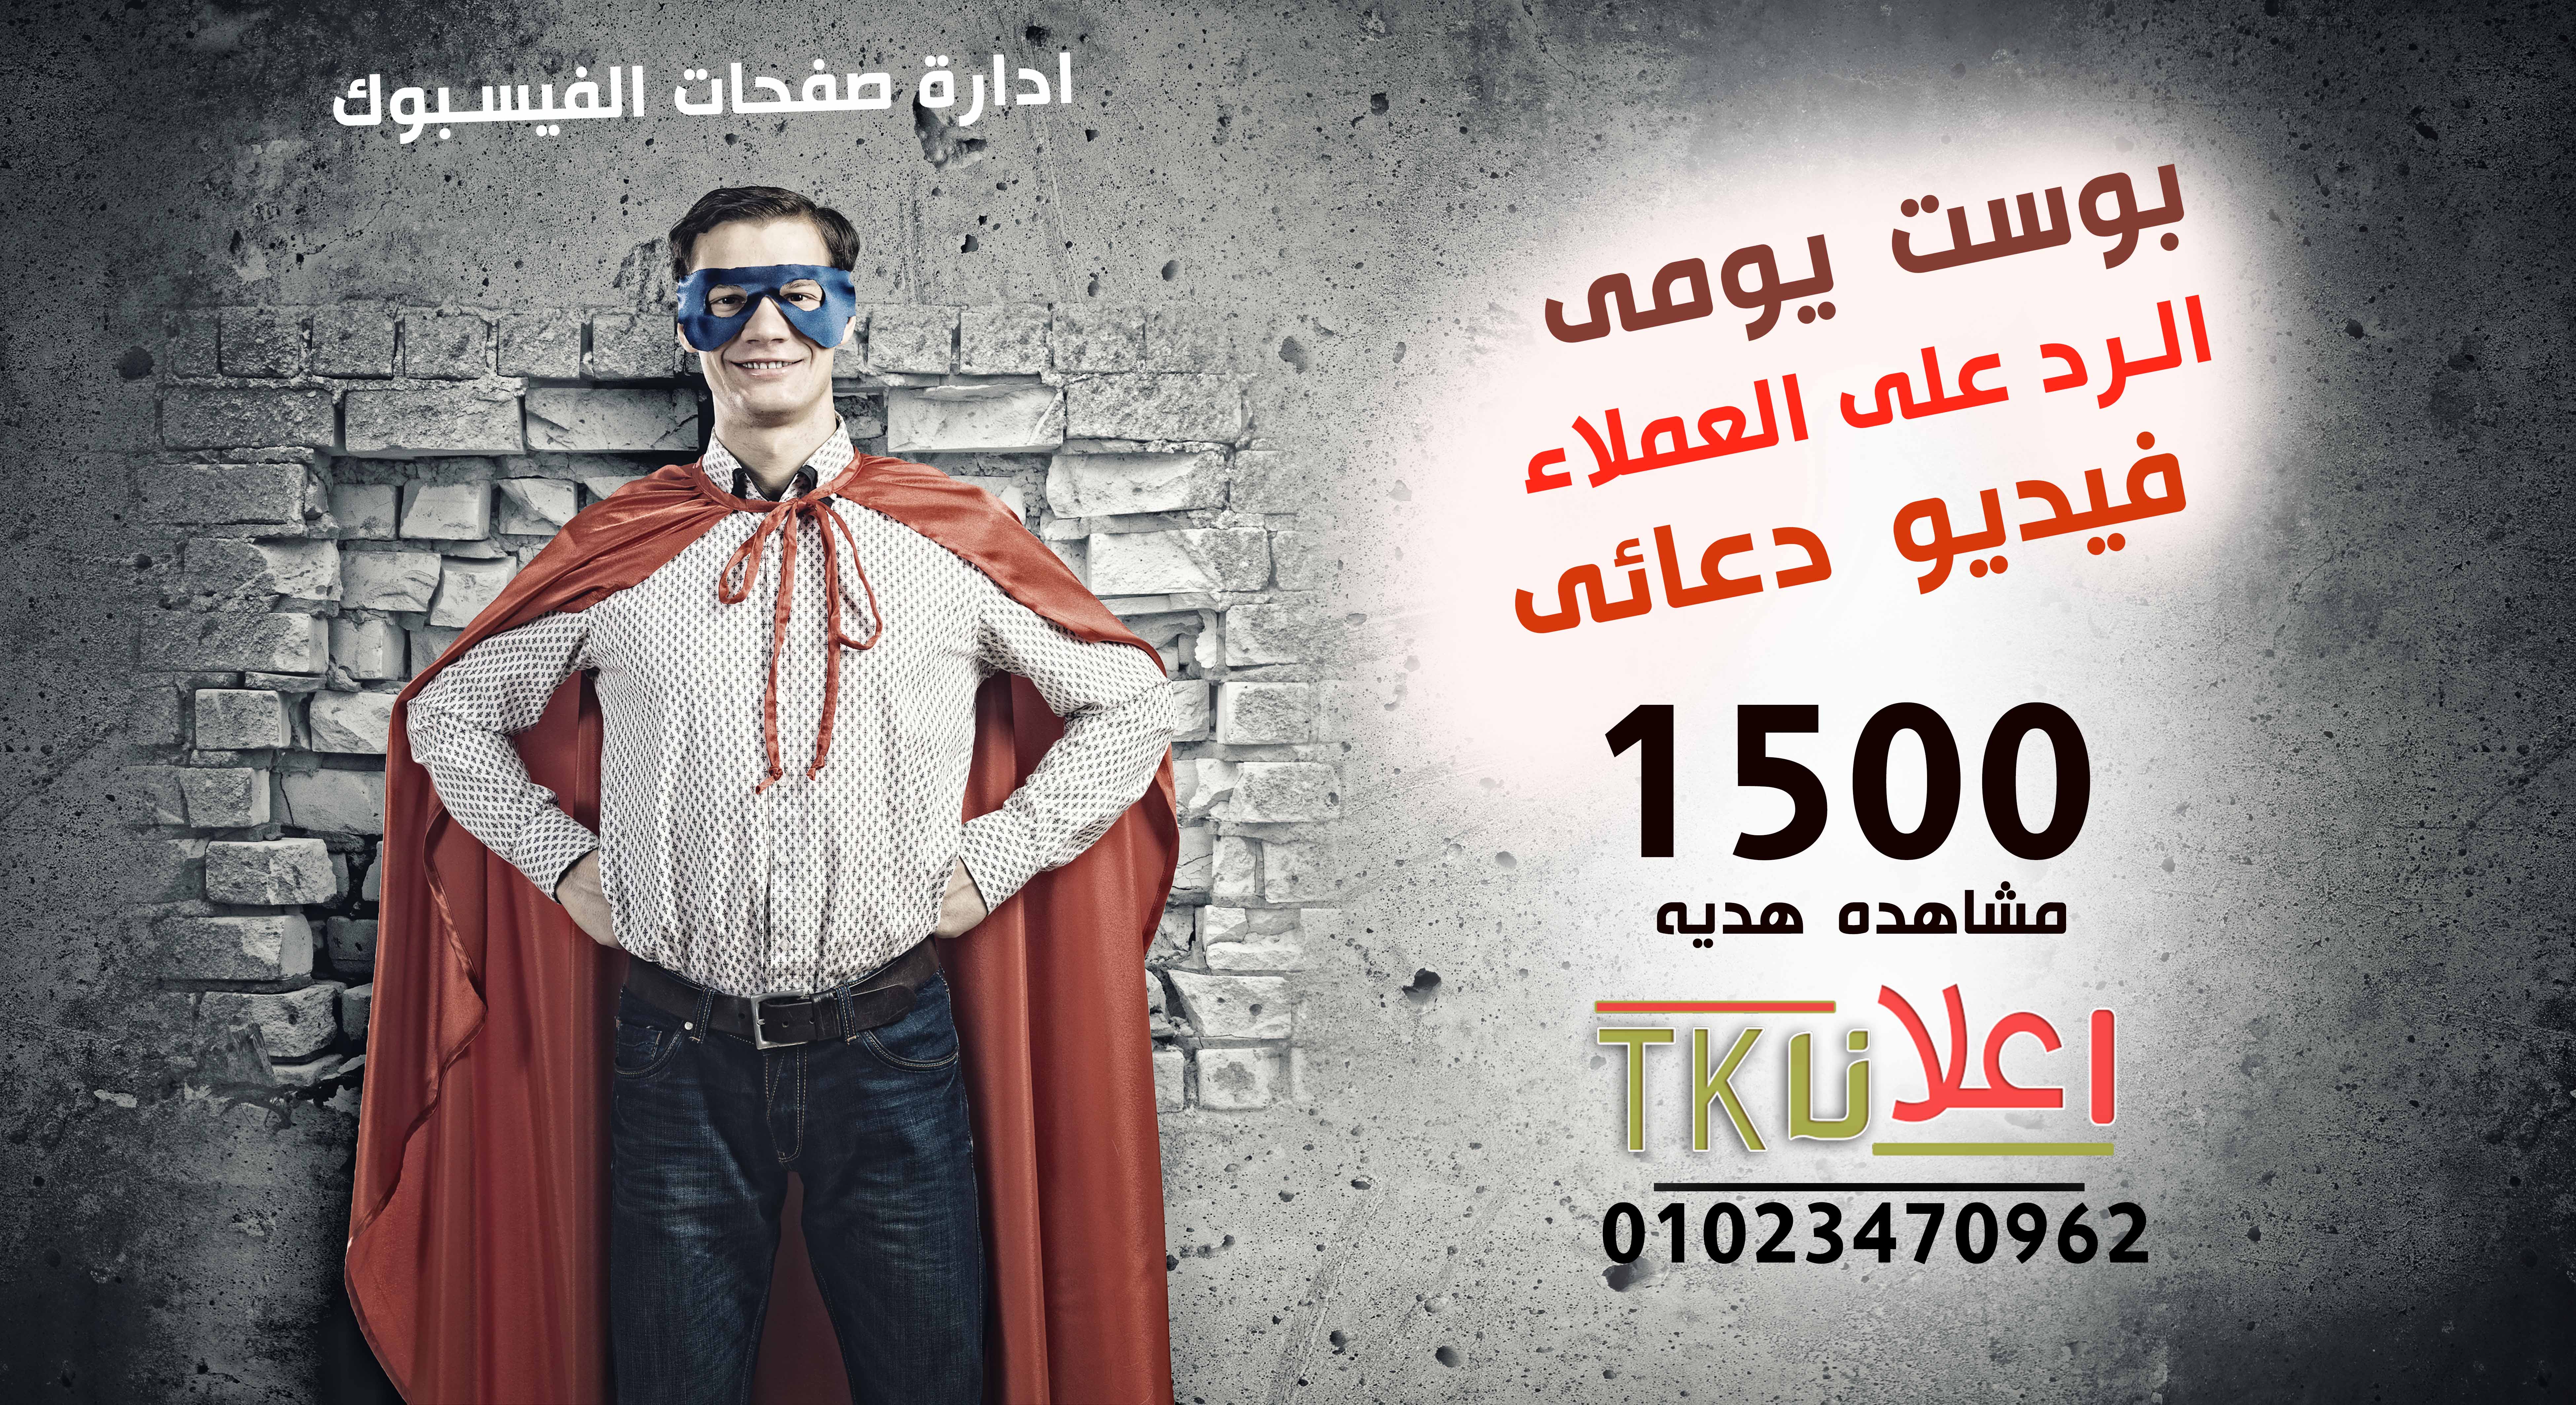 ادارة صفحات الفيسبوك
بوست يومى
الرد على العملاء
فيديو دعائى
1500
مشاهده هديه
اعلانTK
01023470962